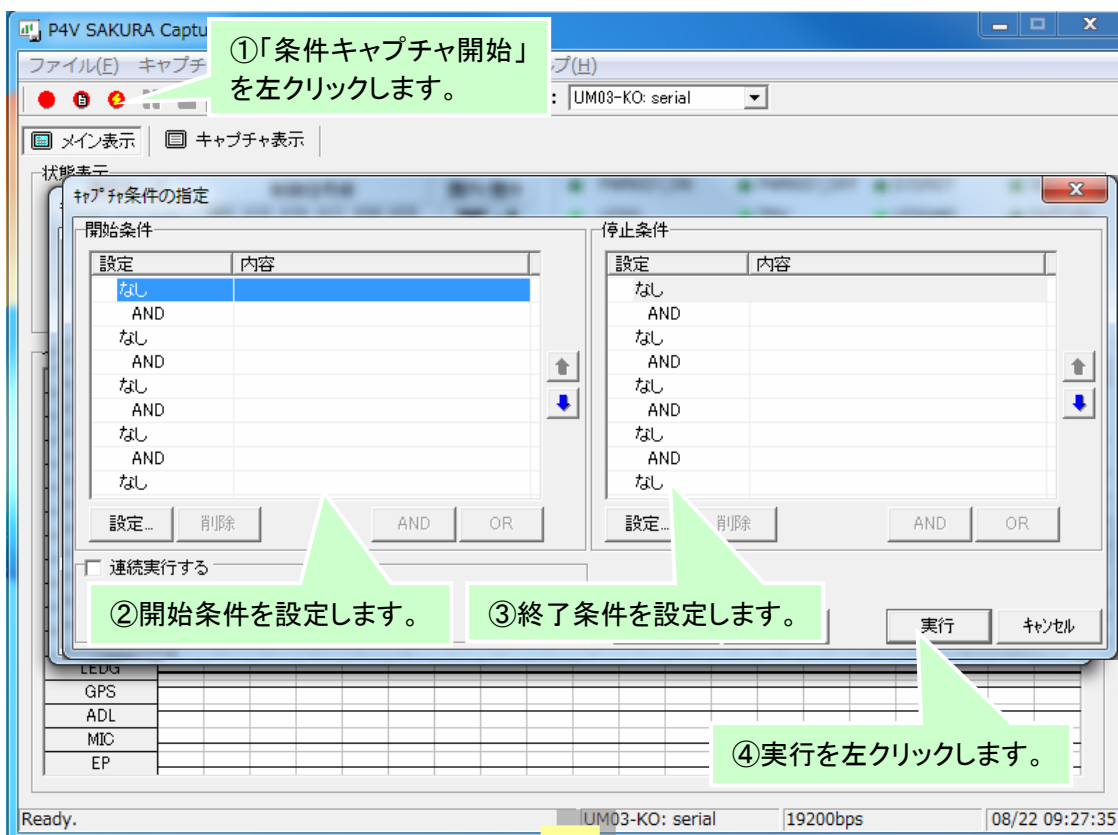 P4V SAKURA Captu
①「条件キャプチャ開始」
を左クリックします。
ファイル(F) キャプチ
プ(H)
: UM03-KO: serial
メイン表示 キャプチャ表示
状態表示
ｷｬﾌﾟﾁｬ条件の指定
開始条件 停止条件
設定 内容 設定 内容
なし なし
AND AND
なし なし
AND AND
なし なし
AND AND
なし なし
AND AND
なし なし
設定... 削除 AND OR 設定... 削除 AND OR
連続実行する
②開始条件を設定します。 ③終了条件を設定します。
実行 ｷｬﾝｾﾙ
LEDG
GPS
ADL
MIC
EP
④実行を左クリックします。
Ready. UM03-KO: serial 19200bps 08/22 09:27:35